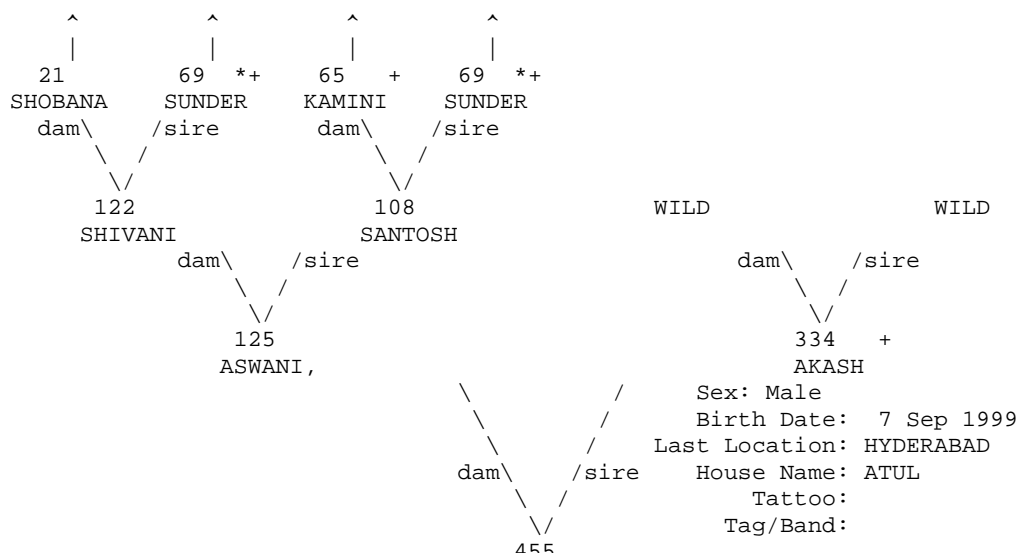 ^ ^ ^ ^
| | | |
21 69 *+ 65 + 69 *+
SHOBANA SUNDER KAMINI SUNDER
dam\ /sire dam\ /sire
\ / \ /
\/ \/
122 108 WILD WILD
SHIVANI SANTOSH
dam\ /sire dam\ /sire
\ / \ /
\/ \/
125 334 +
ASWANI, AKASH
\ / Sex: Male
\ / Birth Date: 7 Sep 1999
\ / Last Location: HYDERABAD
dam\ /sire House Name: ATUL
\ / Tattoo:
\/ Tag/Band:
455